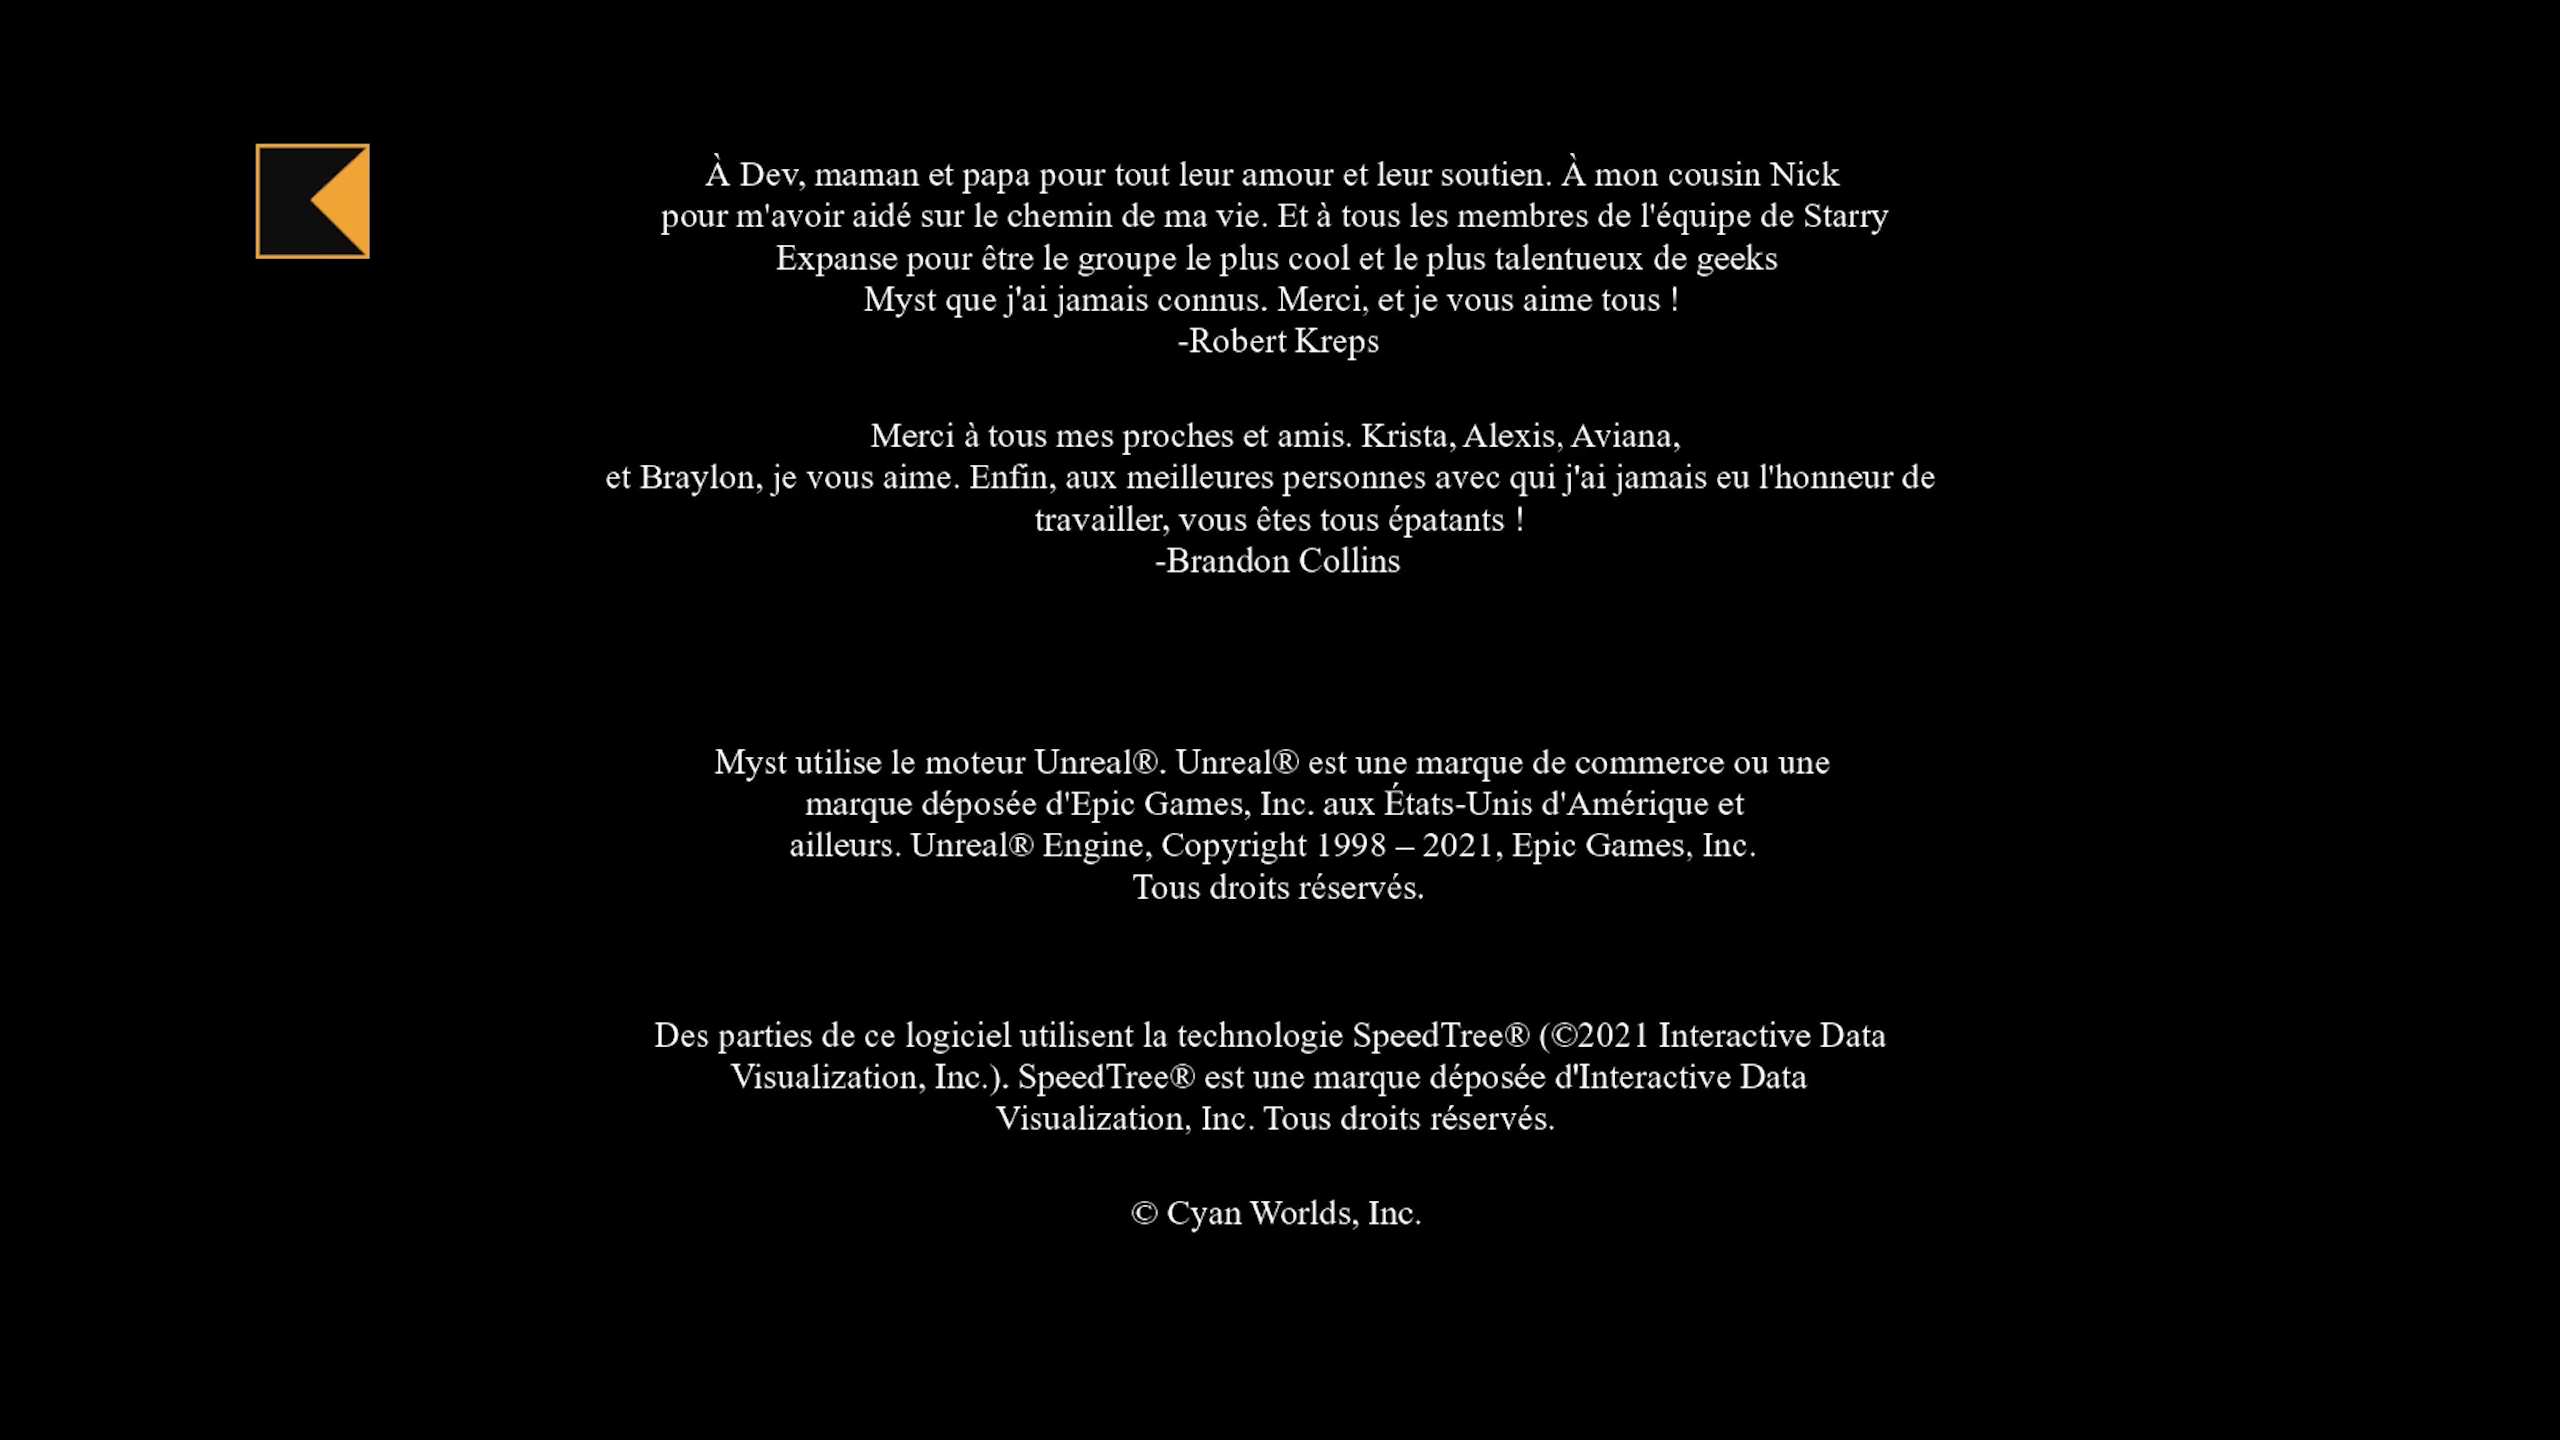 À Dev, maman et papa pour tout leur amour et leur soutien. À mon cousin Nick
pour m'avoir aidé sur le chemin de ma vie. Et à tous les membres de l'équipe de Starry
Expanse pour être le groupe le plus cool et le plus talentueux de geeks
Myst que j'ai jamais connus. Merci, et je vous aime tous !
-Robert Kreps
Merci à tous mes proches et amis. Krista, Alexis, Aviana,
et Braylon, je vous aime. Enfin, aux meilleures personnes avec qui j'ai jamais eu l'honneur de
travailler, vous êtes tous épatants !
-Brandon Collins
Myst utilise le moteur Unreal®. Unreal® est une marque de commerce ou une
marque déposée d'Epic Games, Inc. aux États-Unis d'Amérique et
ailleurs. Unreal® Engine, Copyright 1998 – 2021, Epic Games, Inc.
Tous droits réservés.
Des parties de ce logiciel utilisent la technologie SpeedTree® (©2021 Interactive Data
Visualization, Inc.). SpeedTree® est une marque déposée d'Interactive Data
Visualization, Inc. Tous droits réservés.
© Cyan Worlds, Inc.